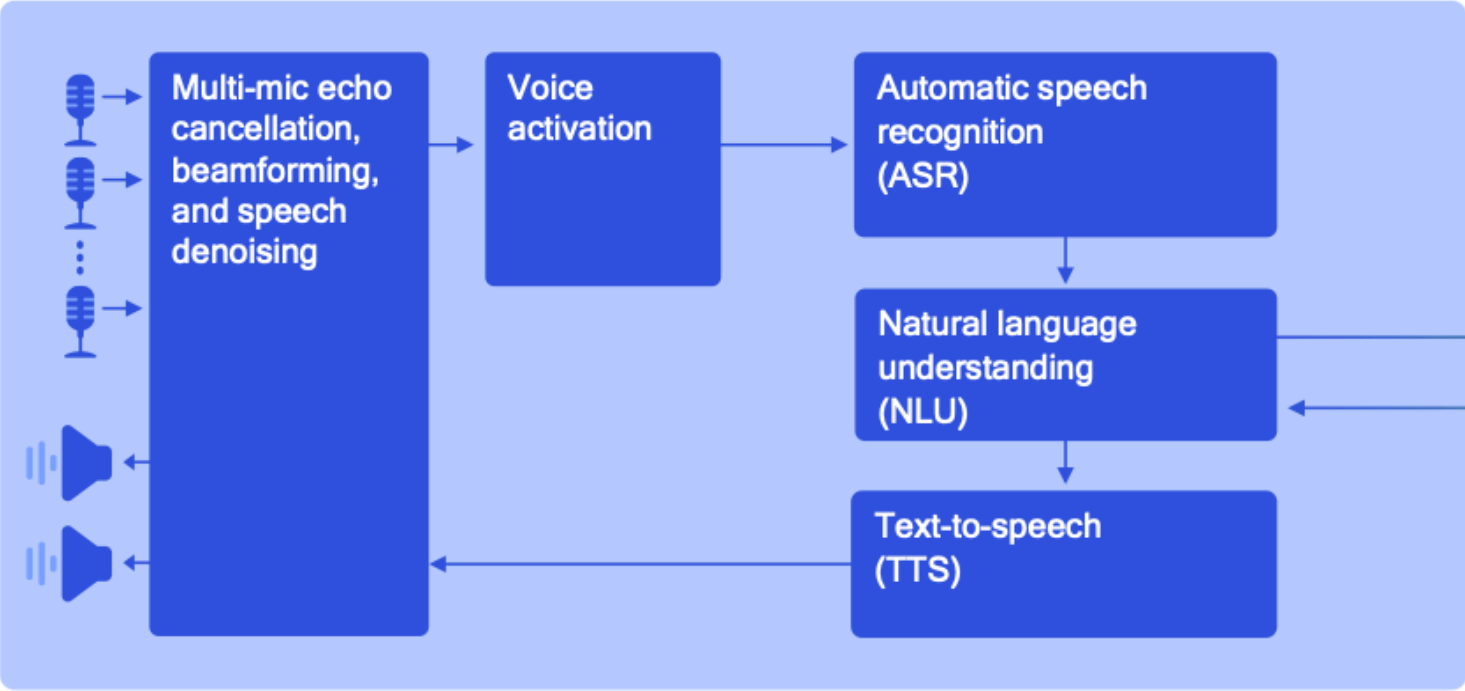 Multi-mic echo
cancellation,
beamforming,
and speech
denoising
Voice
activation
Automatic speech
recognition
(ASR)
Natural language
understanding
(NLU)
Text-to-speech
(TTS)